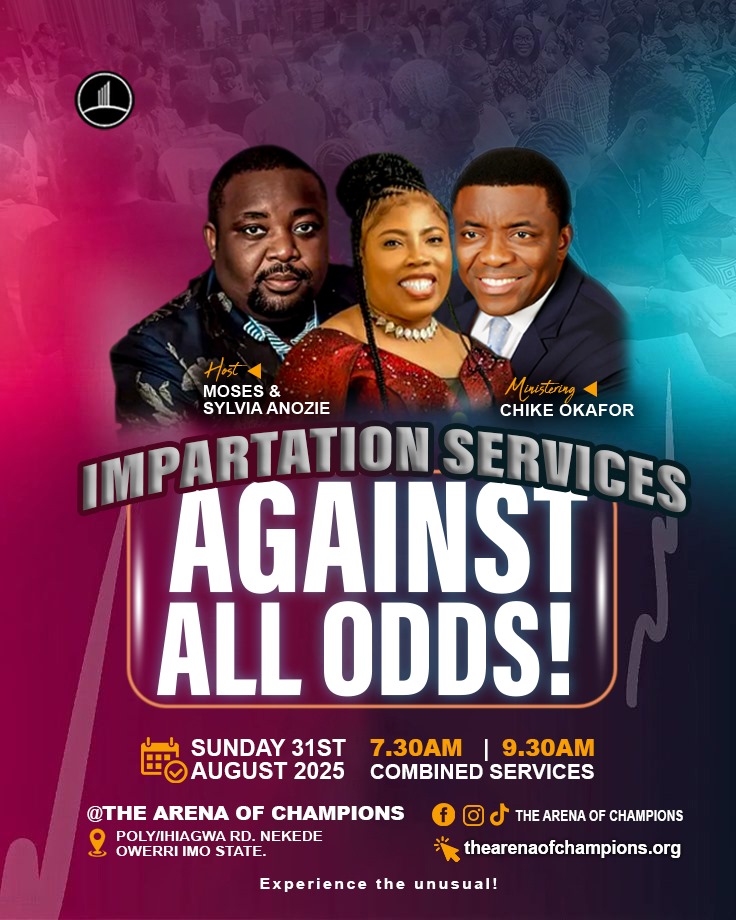 Host
MOSES &
SYLVIA ANOZIE
Ministering
CHIKE OKAFOR
IMPARTATION SERVICES
AGAINST
ALL ODDS!
SUNDAY 31ST
AUGUST 2025
7.30AM | 9.30AM
COMBINED SERVICES
@THE ARENA OF CHAMPIONS
POLY/IHIAGWA RD. NEKEDE
OWERRI IMO STATE.
THE ARENA OF CHAMPIONS
thearenaofchampions.org
Experience the unusual!